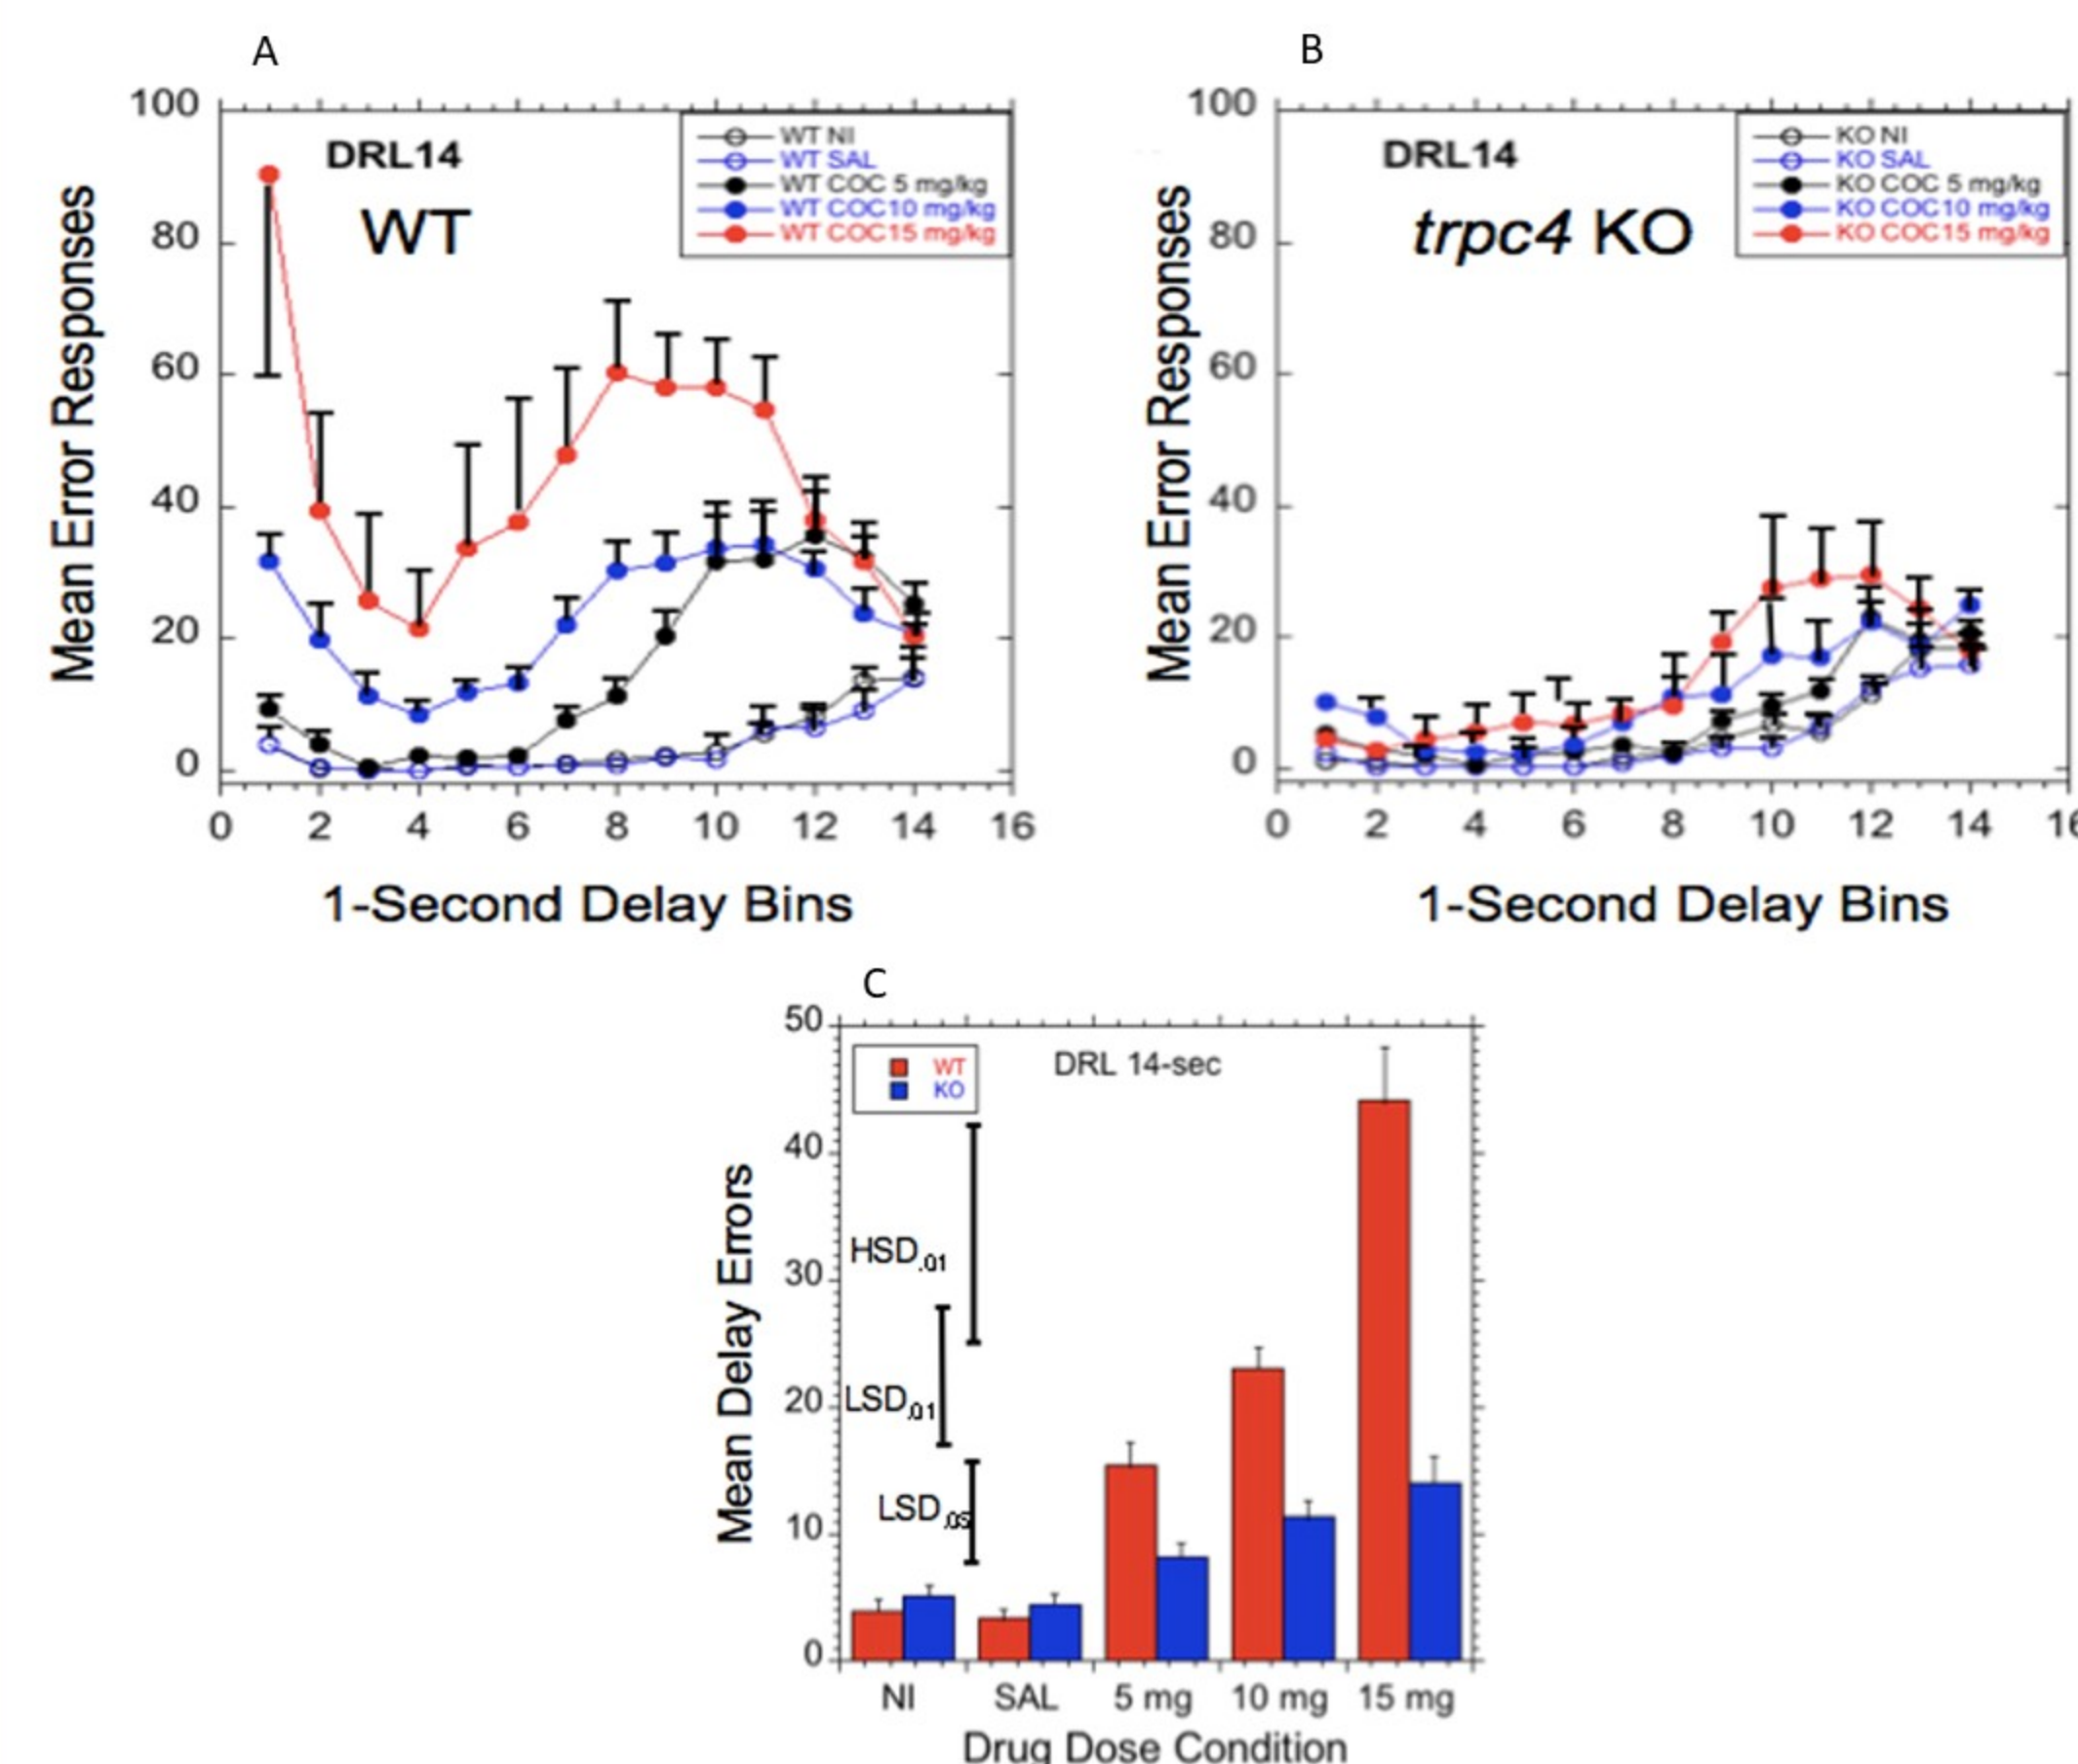 A
100
80
60
40
20
0
Mean Error Responses
DRL14
WT
WT NI
WT SAL
WT COC 5 mg/kg
WT COC10 mg/kg
WT COC15 mg/kg
0 2 4 6 8 10 12 14 16
1-Second Delay Bins
B
100
80
60
40
20
0
Mean Error Responses
DRL14
trpc4 KO
KO NI
KO SAL
KO COC 5 mg/kg
KO COC10 mg/kg
KO COC15 mg/kg
0 2 4 6 8 10 12 14
1-Second Delay Bins
C
50
40
30
20
10
0
Mean Delay Errors
WT
KO
DRL 14-sec
HSD.01
LSD.01
LSD.05
NI SAL 5 mg 10 mg 15 mg
Drug Dose Condition